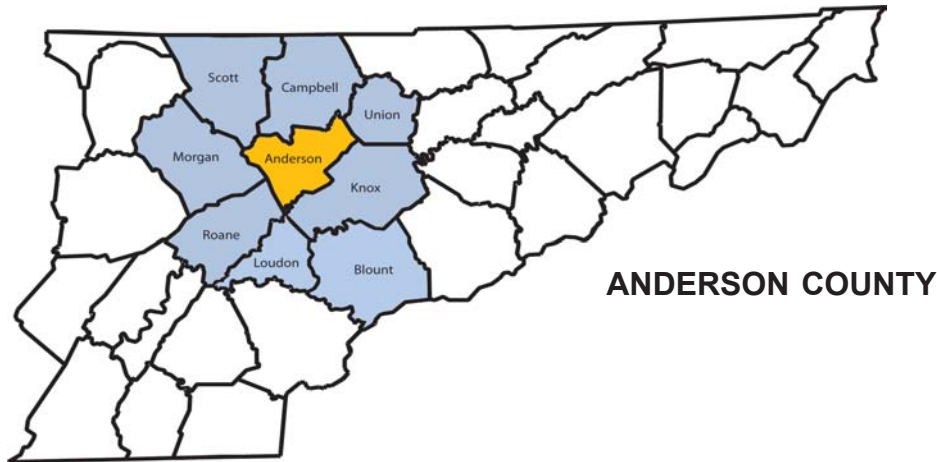 Scott
Campbell
Union
Anderson
Morgan
Knox
Roane
Loudon
Blount
ANDERSON COUNTY